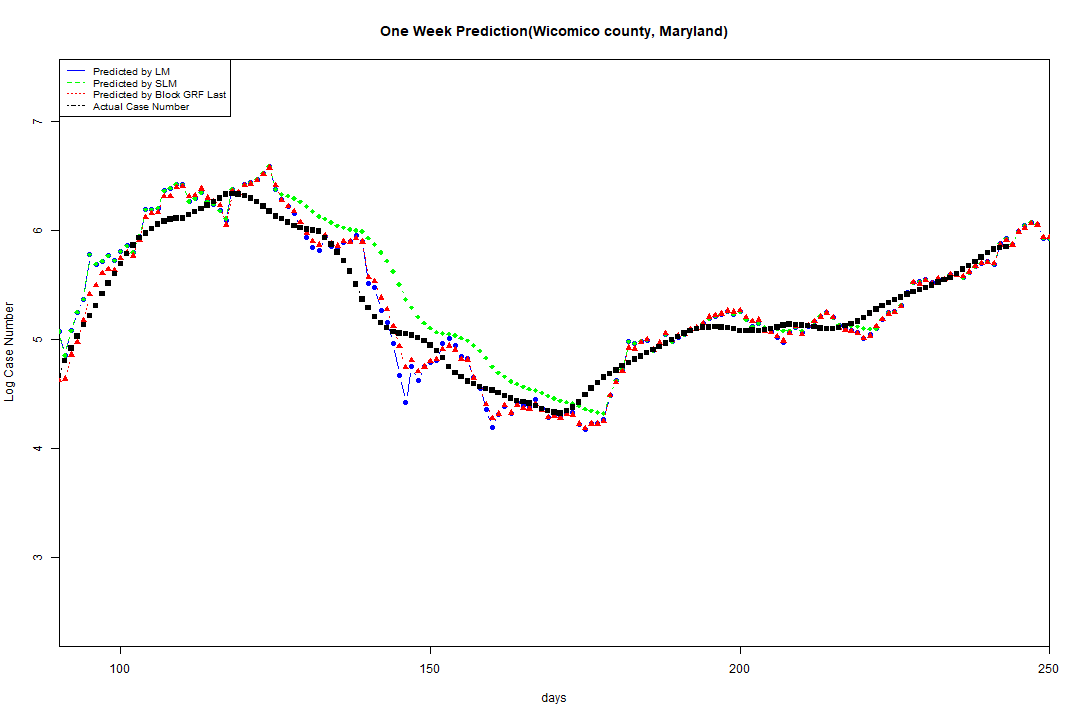 One Week Prediction(Wicomico county, Maryland)
Predicted by LM
Predicted by SLM
Predicted by Block GRF Last
Actual Case Number
7
6
5
4
3
Log Case Number
100 150 200 250
days